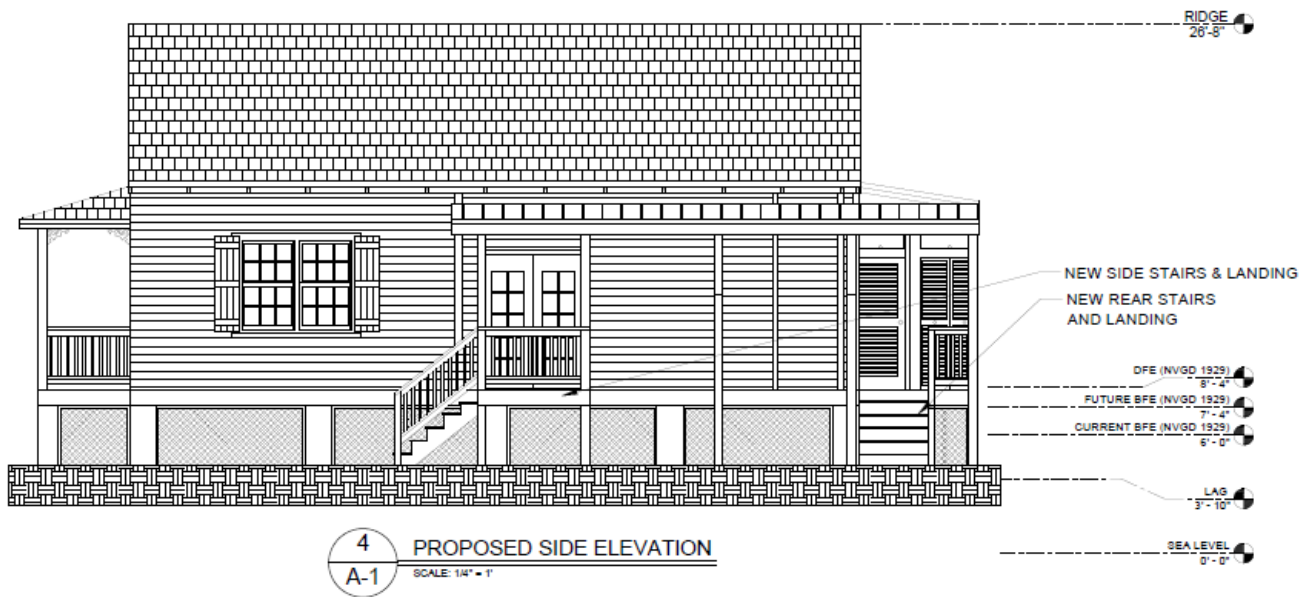 RIDGE
26'-8"
NEW SIDE STAIRS & LANDING
NEW REAR STAIRS
AND LANDING
DFE (NVGD 1929)
8' - 4"
FUTURE BFE (NVGD 1929)
7' - 4"
CURRENT BFE (NVGD 1929)
6' - 0"
LAG
3' - 10"
SEA LEVEL
0' - 0"
4
A-1
PROPOSED SIDE ELEVATION
SCALE: 1/4" = 1'